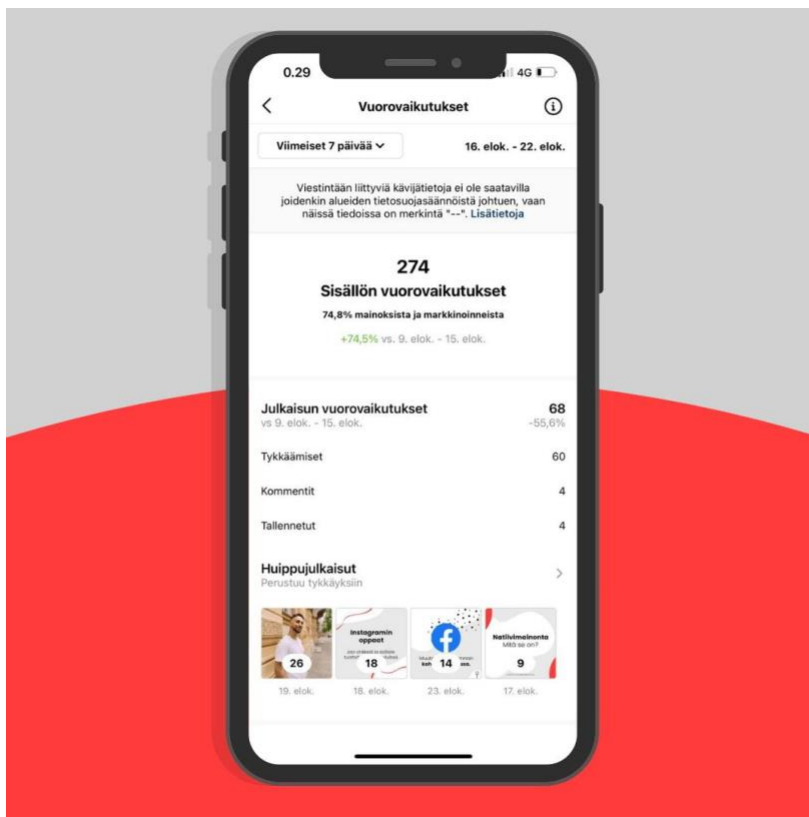 0.29
4G
Vuorovaikutukset
Viimeiset 7 päivää
16. elok. - 22. elok.
Viestintään liittyviä kävijätietoja ei ole saatavilla
joidenkin alueiden tietosuojasäännöistä johtuen, vaan
näissä tiedoissa on merkintä "--". Lisätietoja
274
Sisällön vuorovaikutukset
74,8% mainoksista ja markkinoinneista
+74,5% vs. 9. elok. - 15. elok.
Julkaisun vuorovaikutukset 68
vs 9. elok. - 15. elok. -55,6%
Tykkäämiset 60
Kommentit 4
Tallennetut 4
Huippujulkaisut
Perustuu tykkäyksiin
Instagramin
oppaat
Natiivimainonta
Mitä se on?
26 18 14 9
19. elok. 18. elok. 23. elok. 17. elok.